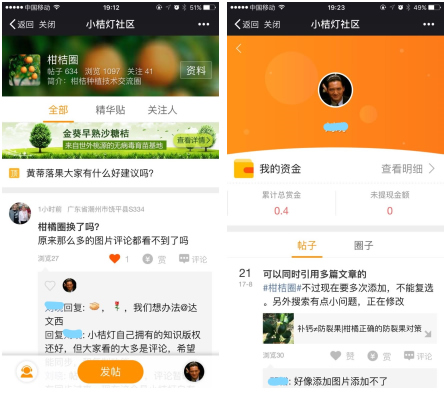 中国移动
19:12
51%
返回 关闭
小桔灯社区
柑桔圈
帖子 634 浏览 1097 关注 41
简介：柑桔种植技术交流圈
资料
全部
精华贴
关注人
金葵早熟沙糖桔
来自世外桃源的无病毒育苗基地
查看详情>
黄蒂落果大家有什么好建议吗?
1小时前 广东省潮州市饶平县S334
柑橘圈换了吗?
原来那么多的图片评论都看不到了吗
浏览27
1
赏
评论
回复: , , 我们想办法@达
文西
回复 : 小桔灯自己拥有的知识版权
还好，但大家看的大多是评论，希望
发帖
中国移动
19:23
49%
返回 关闭
小桔灯社区
我的资金
查看明细
累计总赏金
0.4
未提现金额
0
帖子
圈子
21
17-8
可以同时引用多篇文章的
#柑桔圈#不过现在要多次添加，不能复选
。另外搜索有点小问题，正在修改
补钙≠防裂果|柑橘正确的防裂果对策
浏览30
赞
赏
评论
: 好像添加图片添加不了